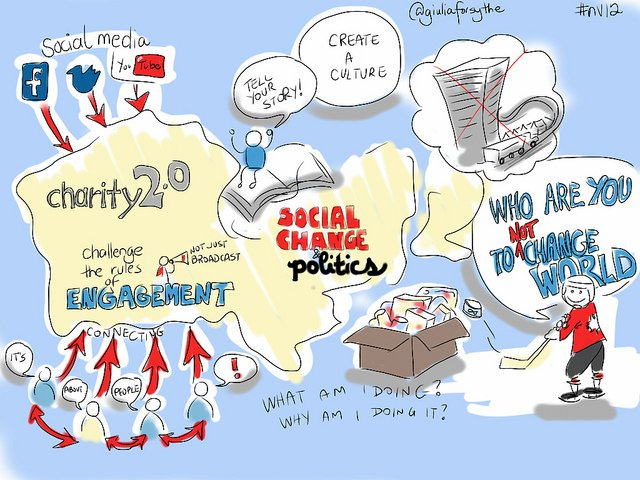 @giuliaforsythe
#nv12
Social media
f
You Tube
TELL
YOUR
STORY!
CREATE
A
CULTURE
charity 2.0
challenge
the rules
of
ENGAGEMENT
NOT JUST
BROADCAST
SOCIAL
CHANGE
&
politics
WHO ARE YOU
NOT
TO ^ CHANGE
WORLD
CONNECTING
IT'S
ABOUT
PEOPLE
!
WHAT AM I DOING?
WHY AM I DOING IT?